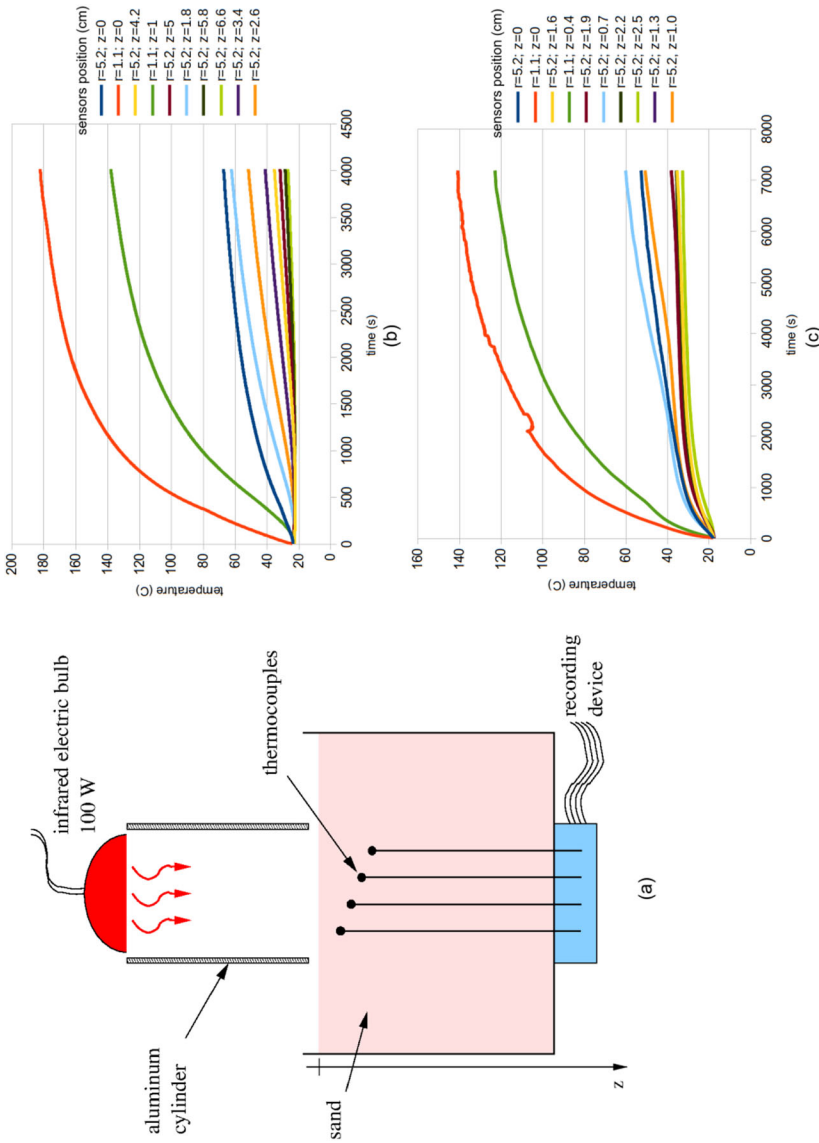 infrared electric bulb
100 W
aluminum
cylinder
thermocouples
sand
z
recording
device
(a)
temperature (C)
200
180
160
140
120
100
80
60
40
20
0
0
500
1000
1500
2000
2500
3000
3500
4000
4500
time (s)
(b)
sensors position (cm)
r=5.2; z=0
r=1.1; z=0
r=5.2; z=4.2
r=1.1; z=1
r=5.2, z=5
r=5.2; z=1.8
r=5.2; z=5.8
r=5.2; z=6.6
r=5.2; z=3.4
r=5.2; z=2.6
temperature (C)
160
140
120
100
80
60
40
20
0
0
1000
2000
3000
4000
5000
6000
7000
8000
time (s)
(c)
sensors position (cm)
r=5.2; z=0
r=1.1; z=0
r=5.2, z=1.6
r=1.1; z=0.4
r=5.2, z=1.9
r=5.2; z=0.7
r=5.2; z=2.2
r=5.2; z=2.5
r=5.2; z=1.3
r=5.2, z=1.0